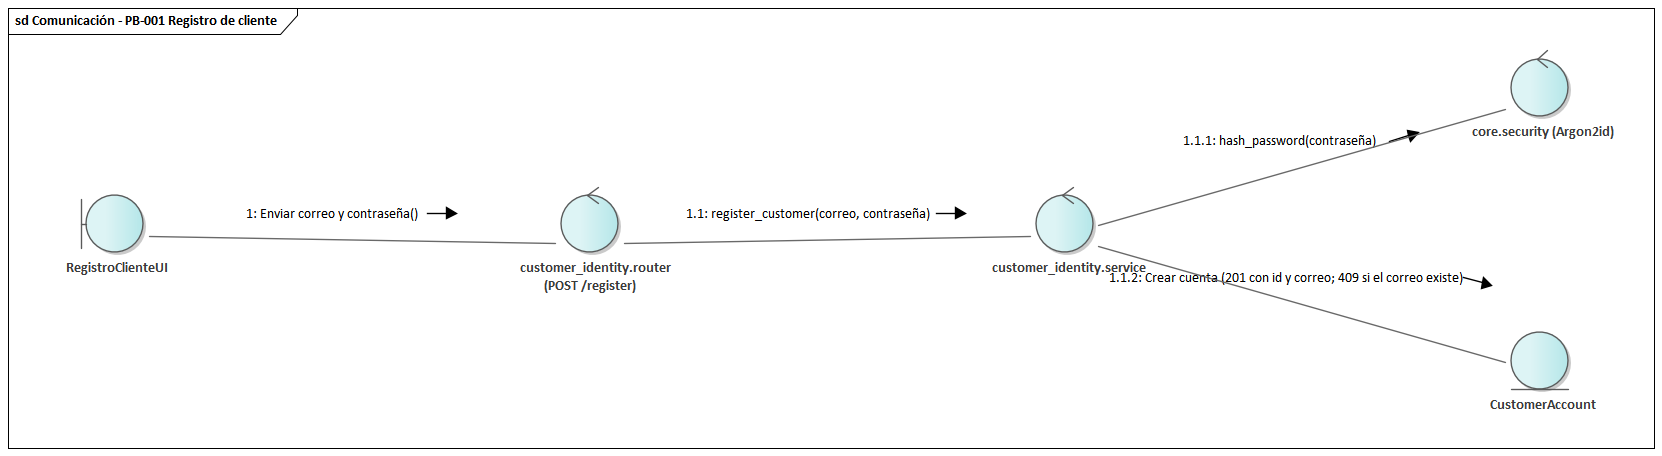 sd Comunicación - PB-001 Registro de cliente
core.security (Argon2id)
1.1.1: hash_password(contraseña)
1: Enviar correo y contraseña()
1.1: register_customer(correo, contraseña)
RegistroClienteUI
customer_identity.router
(POST /register)
customer_identity.service
1.1.2: Crear cuenta (201 con id y correo; 409 si el correo existe)
CustomerAccount